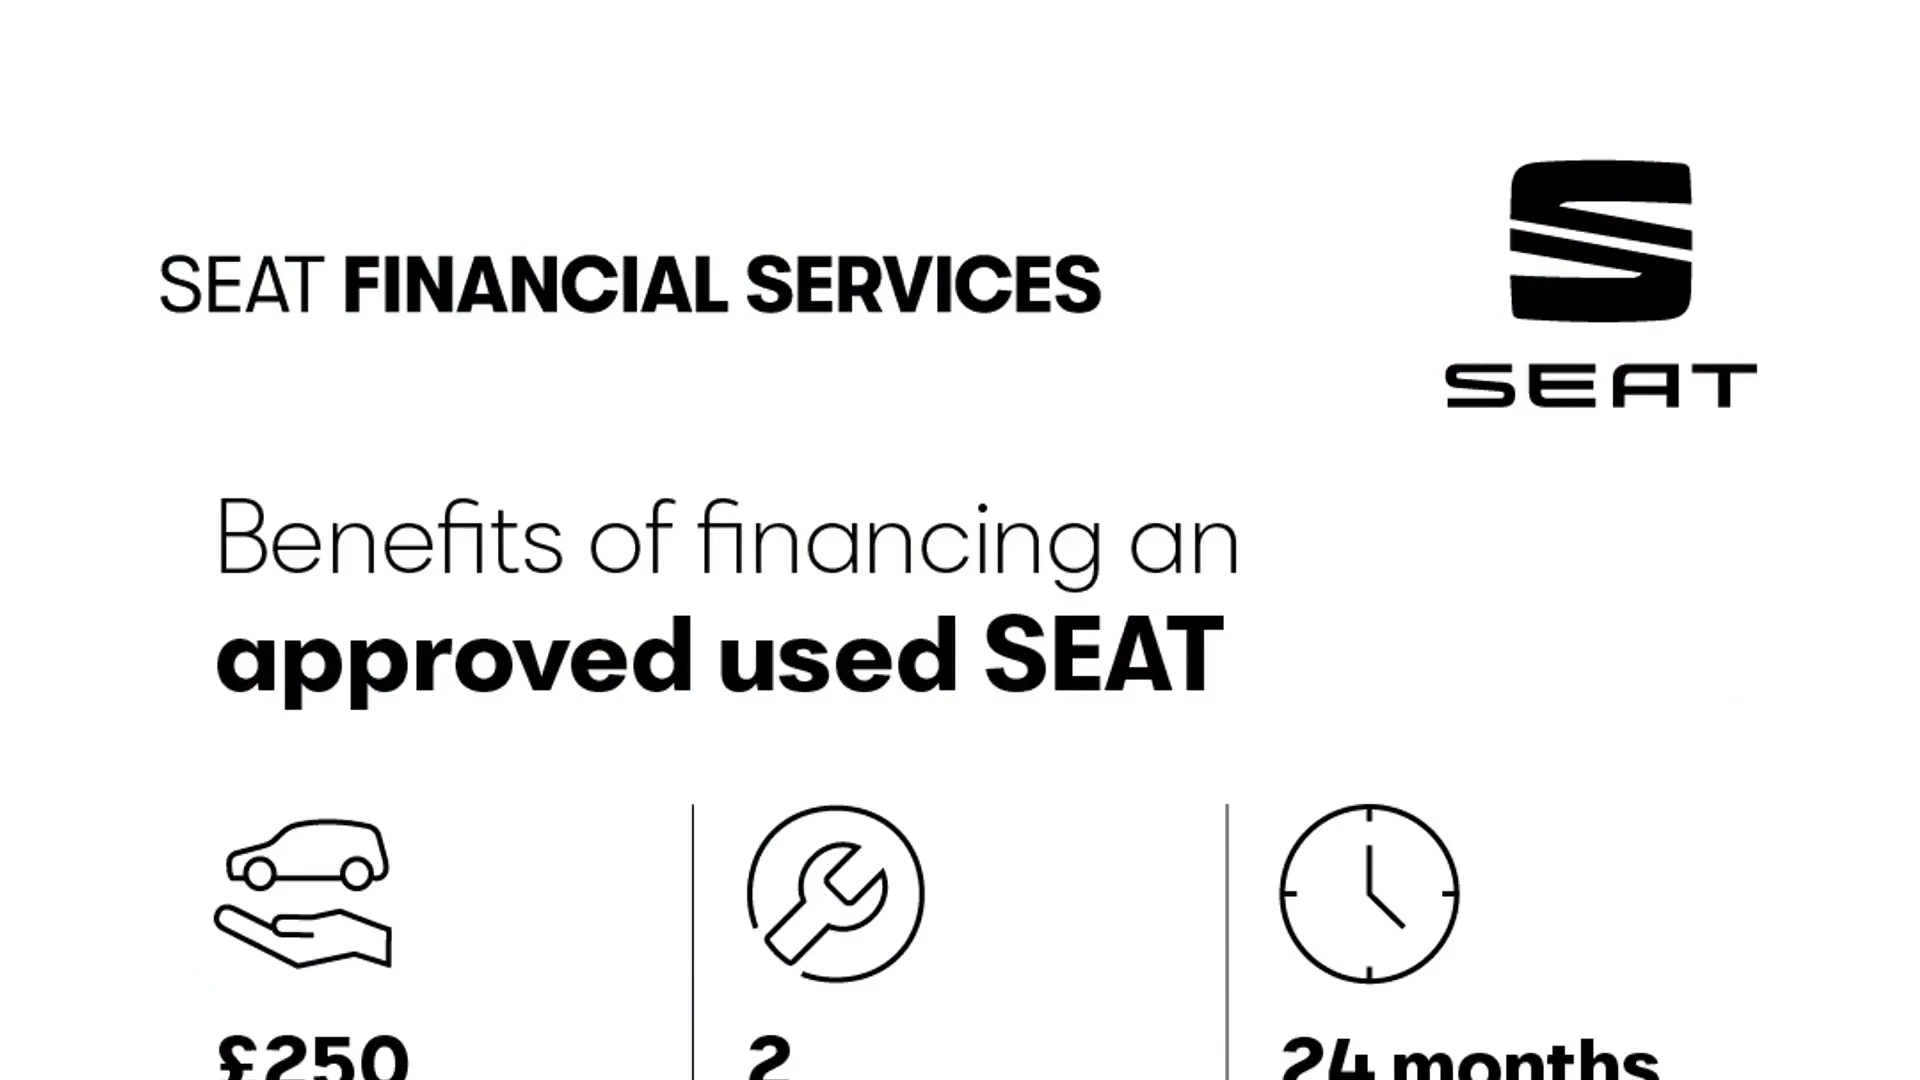 SEAT FINANCIAL SERVICES
SEAT
Benefits of financing an
approved used SEAT
£250
2
24 months